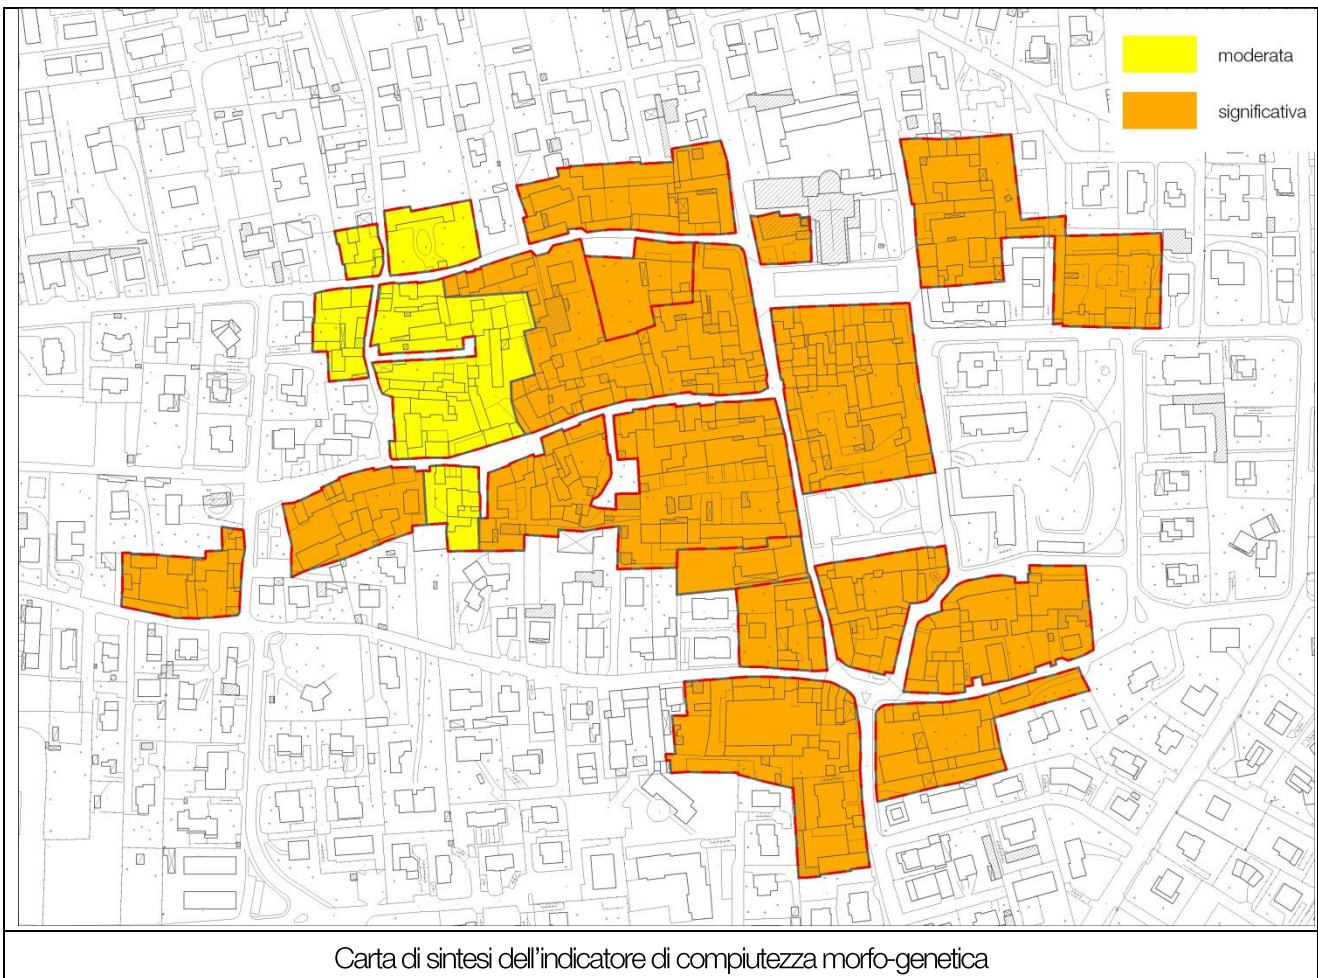 moderata
significativa
Carta di sintesi dell'indicatore di compiutezza morfo-genetica